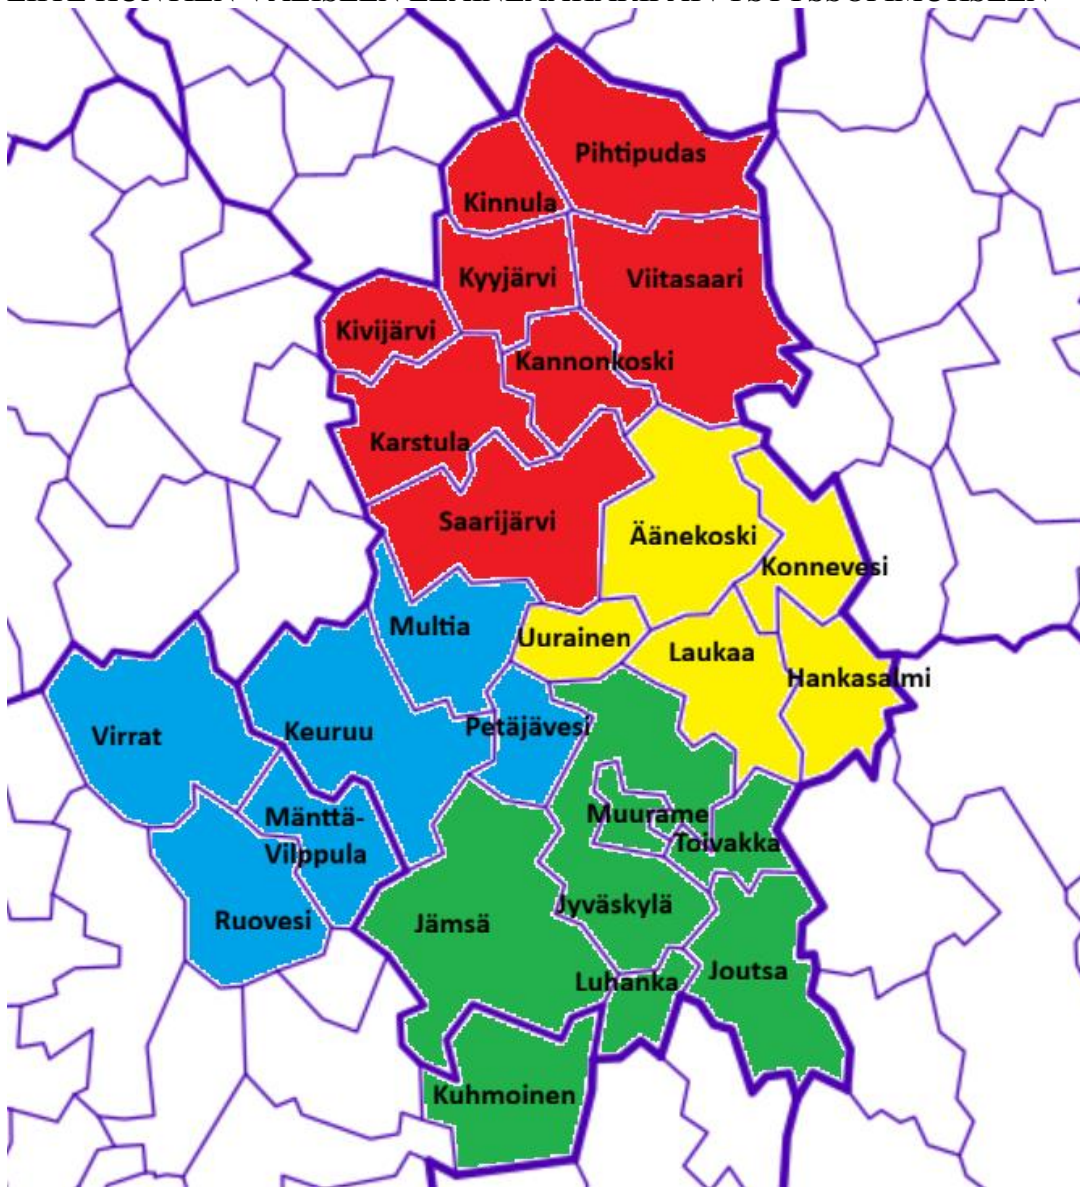 Pihtipudas
Kinnula
Kyyjärvi
Viitasaari
Kivijärvi
Kannonkoski
Karstula
Saarijärvi
Äänekoski
Konnevesi
Multia
Uurainen
Laukaa
Hankasalmi
Virrat
Keuruu
Petäjävesi
Mänttä-
Vilppula
Muurame
Toivakka
Ruovesi
Jämsä
Jyväskylä
Luhanka
Joutsa
Kuhmoinen